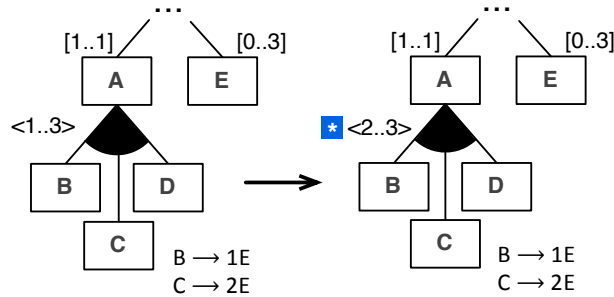 ... ...
[1..1] [0..3] [1..1] [0..3]
A E A E
<1..3> * <2..3>
B D B D
C C
B → 1E B → 1E
C → 2E C → 2E